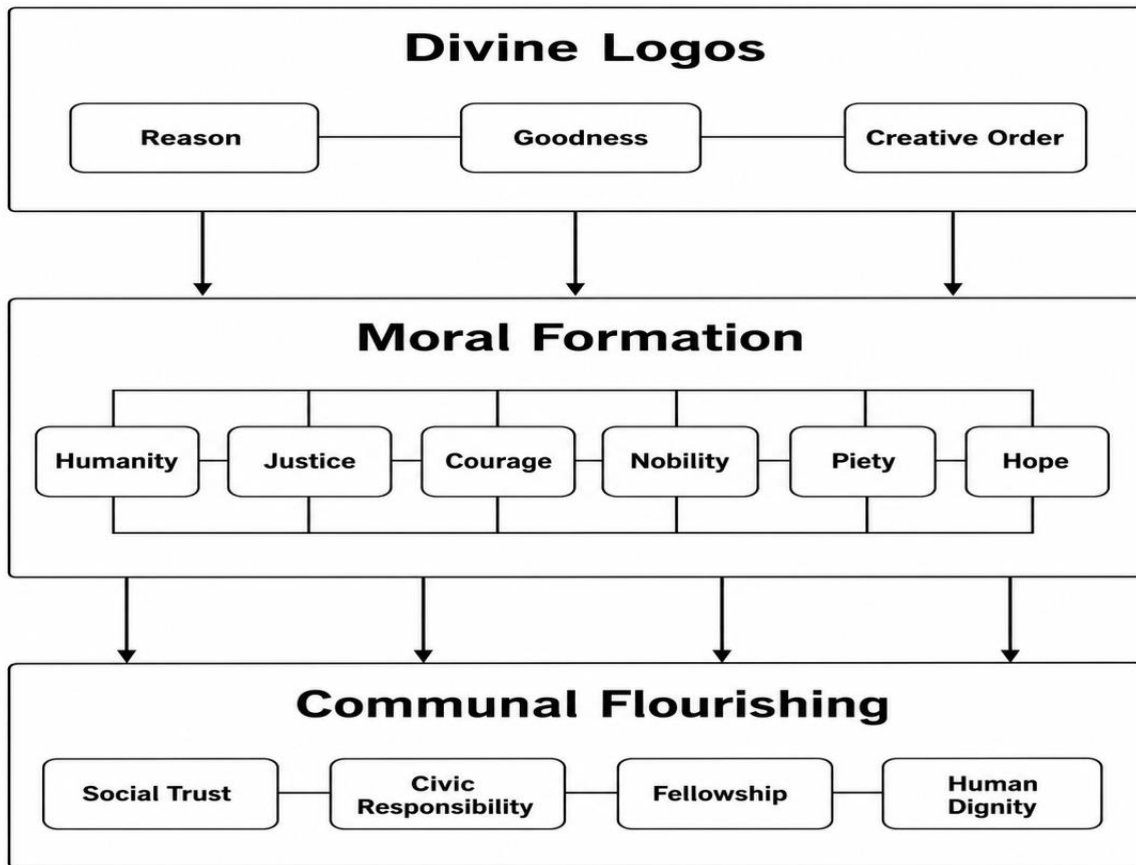 Divine Logos
Reason
Goodness
Creative Order
Moral Formation
Humanity
Justice
Courage
Nobility
Piety
Hope
Communal Flourishing
Social Trust
Civic
Responsibility
Fellowship
Human
Dignity